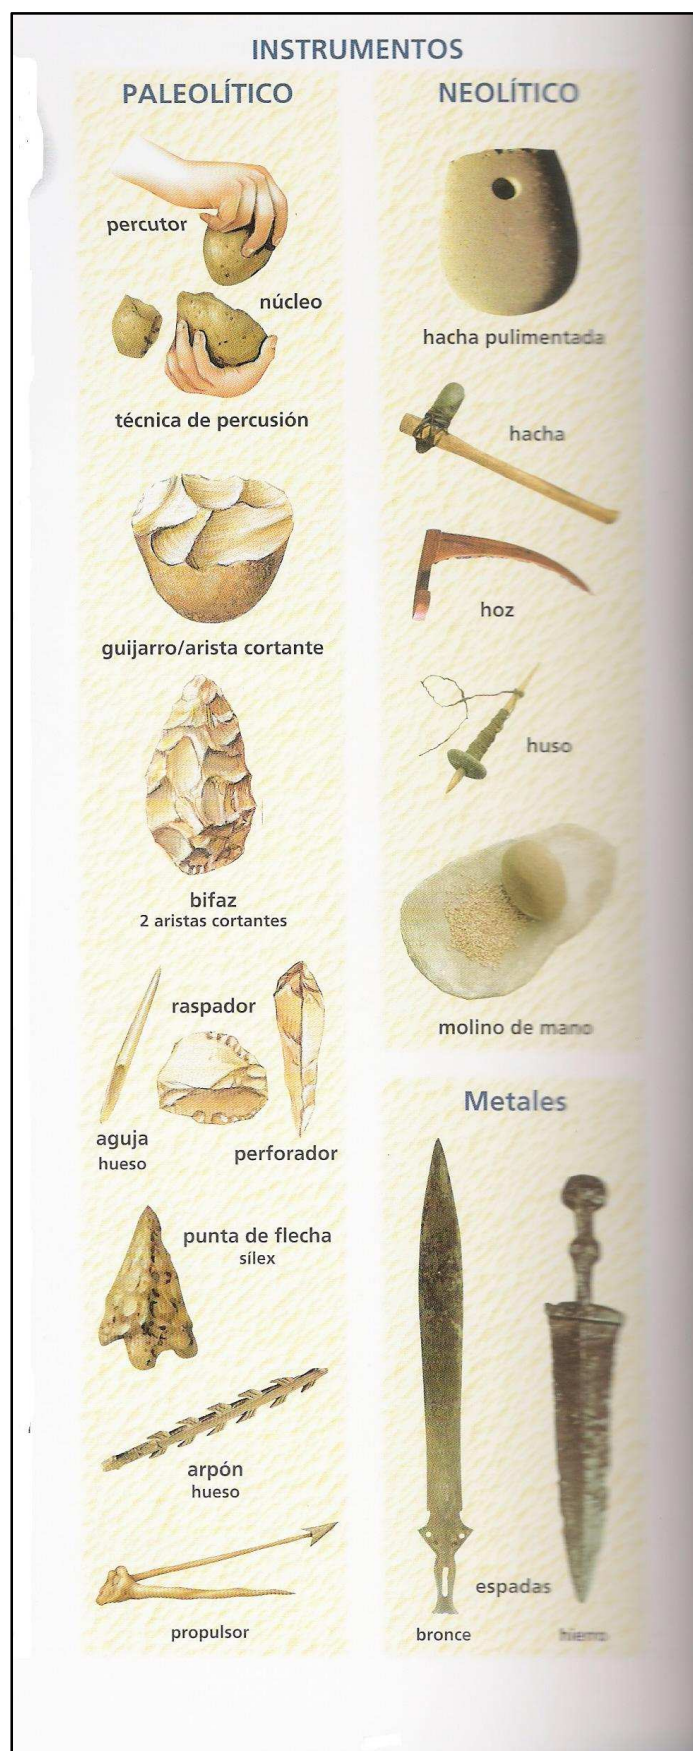 INSTRUMENTOS
PALEOLÍTICO
percutor
núcleo
técnica de percusión
guijarro/arista cortante
bifaz
2 aristas cortantes
raspador
aguja
hueso
perforador
punta de flecha
sílex
arpón
hueso
propulsor
NEOLÍTICO
hacha pulimentada
hacha
hoz
huso
molino de mano
Metales
espadas
bronce
hierro